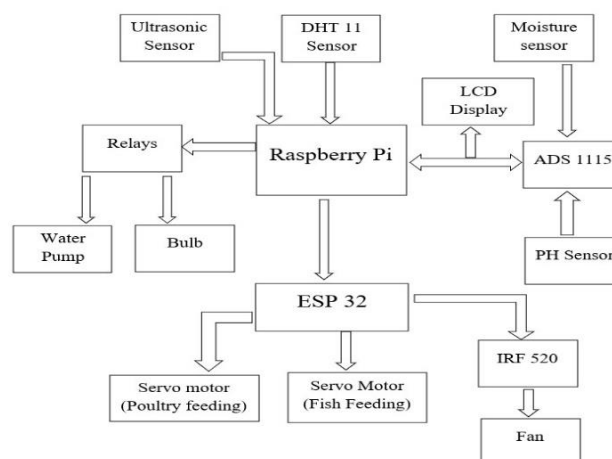 Ultrasonic
Sensor
DHT 11
Sensor
Moisture
sensor
LCD
Display
Relays
Raspberry Pi
ADS 1115
Water
Pump
Bulb
PH Sensor
ESP 32
IRF 520
Servo motor
(Poultry feeding)
Servo Motor
(Fish Feeding)
Fan